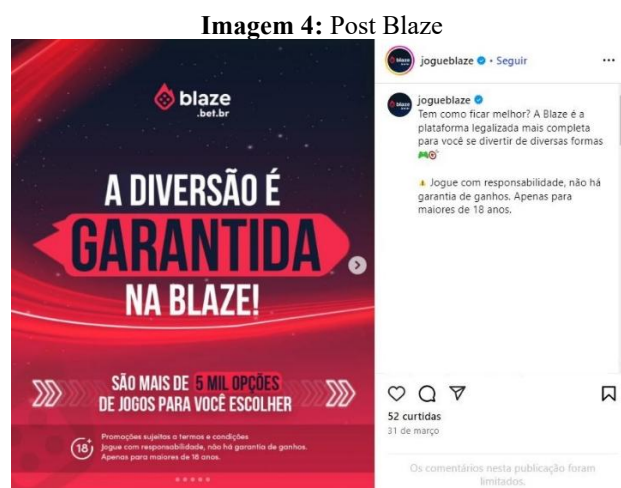 Imagem 4: Post Blaze
blaze
.bet.br
A DIVERSÃO É
GARANTIDA
NA BLAZE!
SÃO MAIS DE 5 MIL OPÇÕES
DE JOGOS PARA VOCÊ ESCOLHER
18+
Promoções sujeitas a termos e condições
Jogue com responsabilidade, não há garantia de ganhos.
Apenas para maiores de 18 anos.
jogueblaze • Seguir
jogueblaze
Tem como ficar melhor? A Blaze é a
plataforma legalizada mais completa
para você se divertir de diversas formas
🎮🎯
⚠️ Jogue com responsabilidade, não há
garantia de ganhos. Apenas para
maiores de 18 anos.
52 curtidas
31 de março
Os comentários nesta publicação foram
limitados.